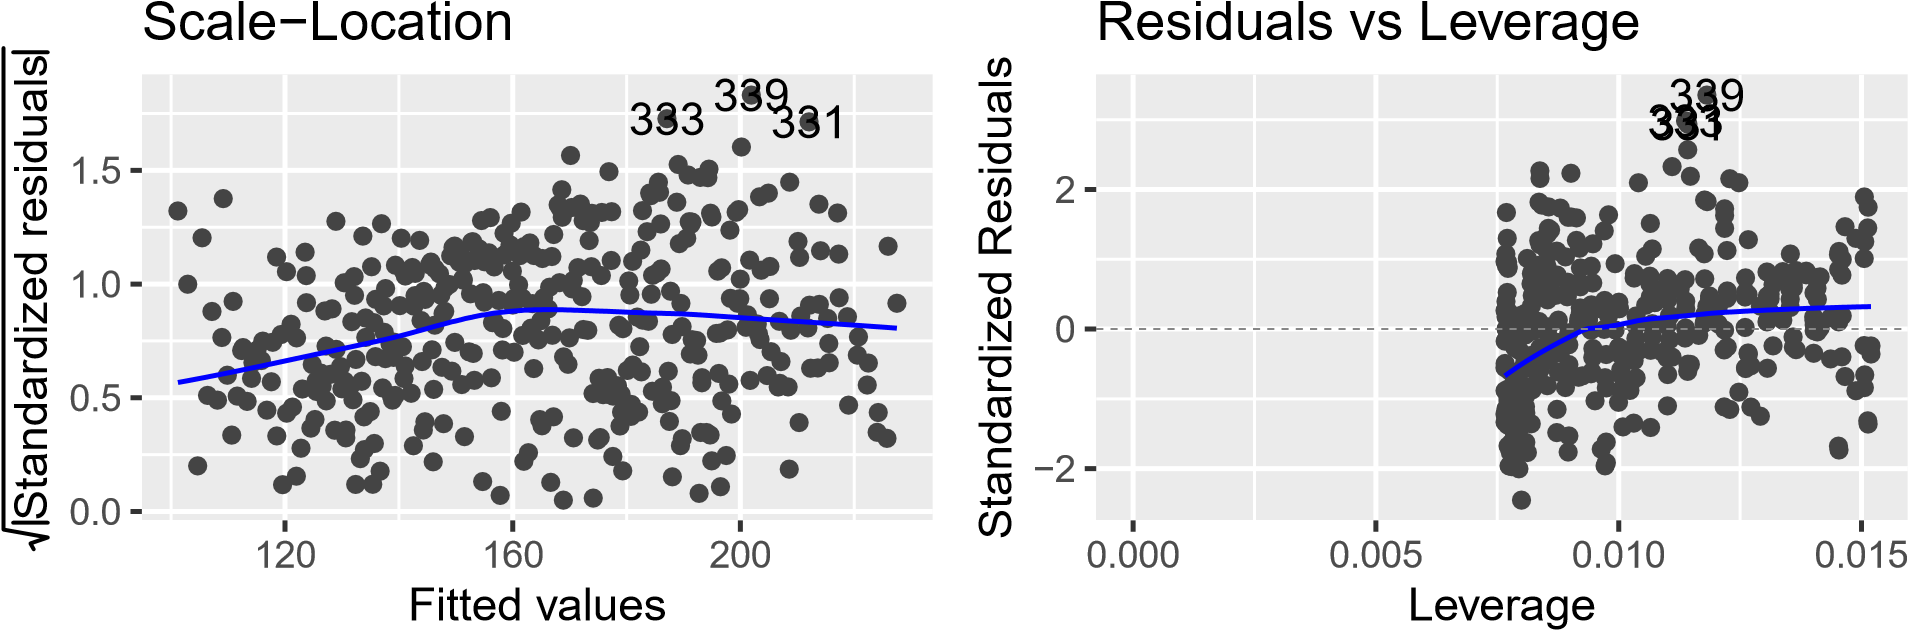 Scale−Location
√|Standardized residuals|
339
333
331
1.5
1.0
0.5
0.0
120 160 200
Fitted values
Residuals vs Leverage
Standardized Residuals
339
333
331
2
0
−2
0.000 0.005 0.010 0.015
Leverage